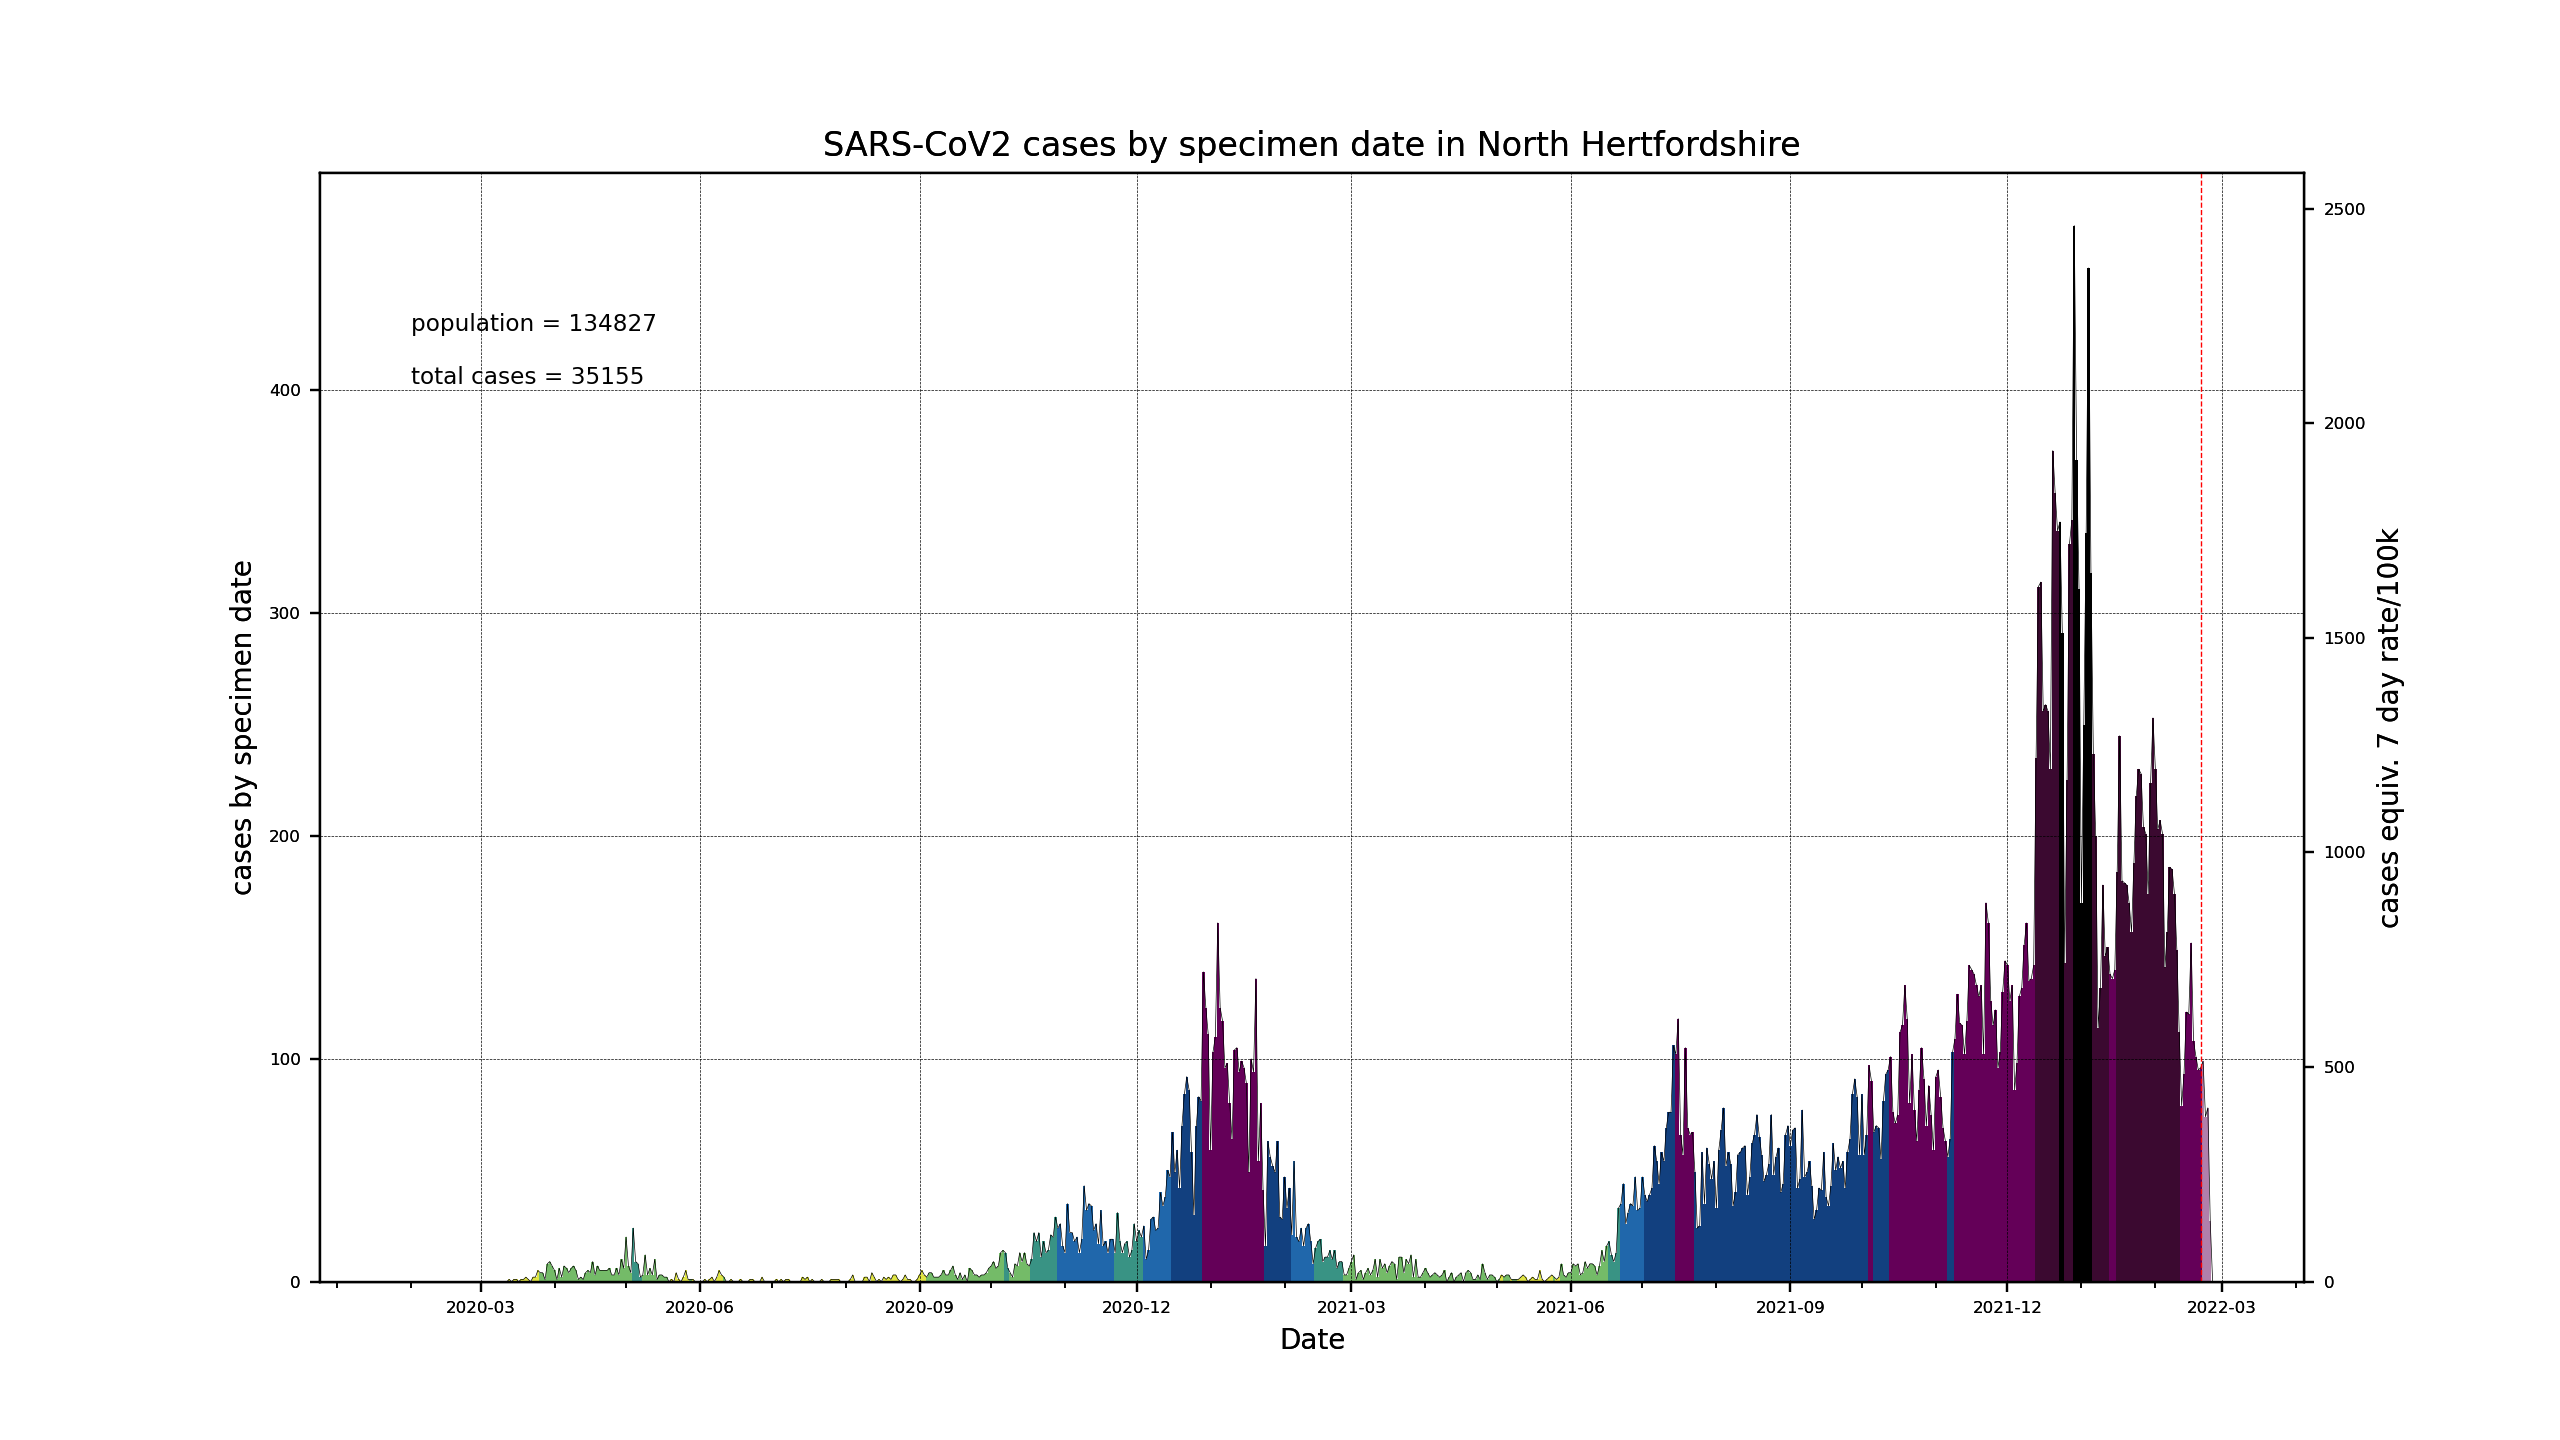 SARS-CoV2 cases by specimen date in North Hertfordshire
population = 134827
total cases = 35155
cases by specimen date
400
300
200
100
0
2500
2000
1500
1000
500
0
cases equiv. 7 day rate/100k
2020-03 2020-06 2020-09 2020-12 2021-03 2021-06 2021-09 2021-12 2022-03
Date